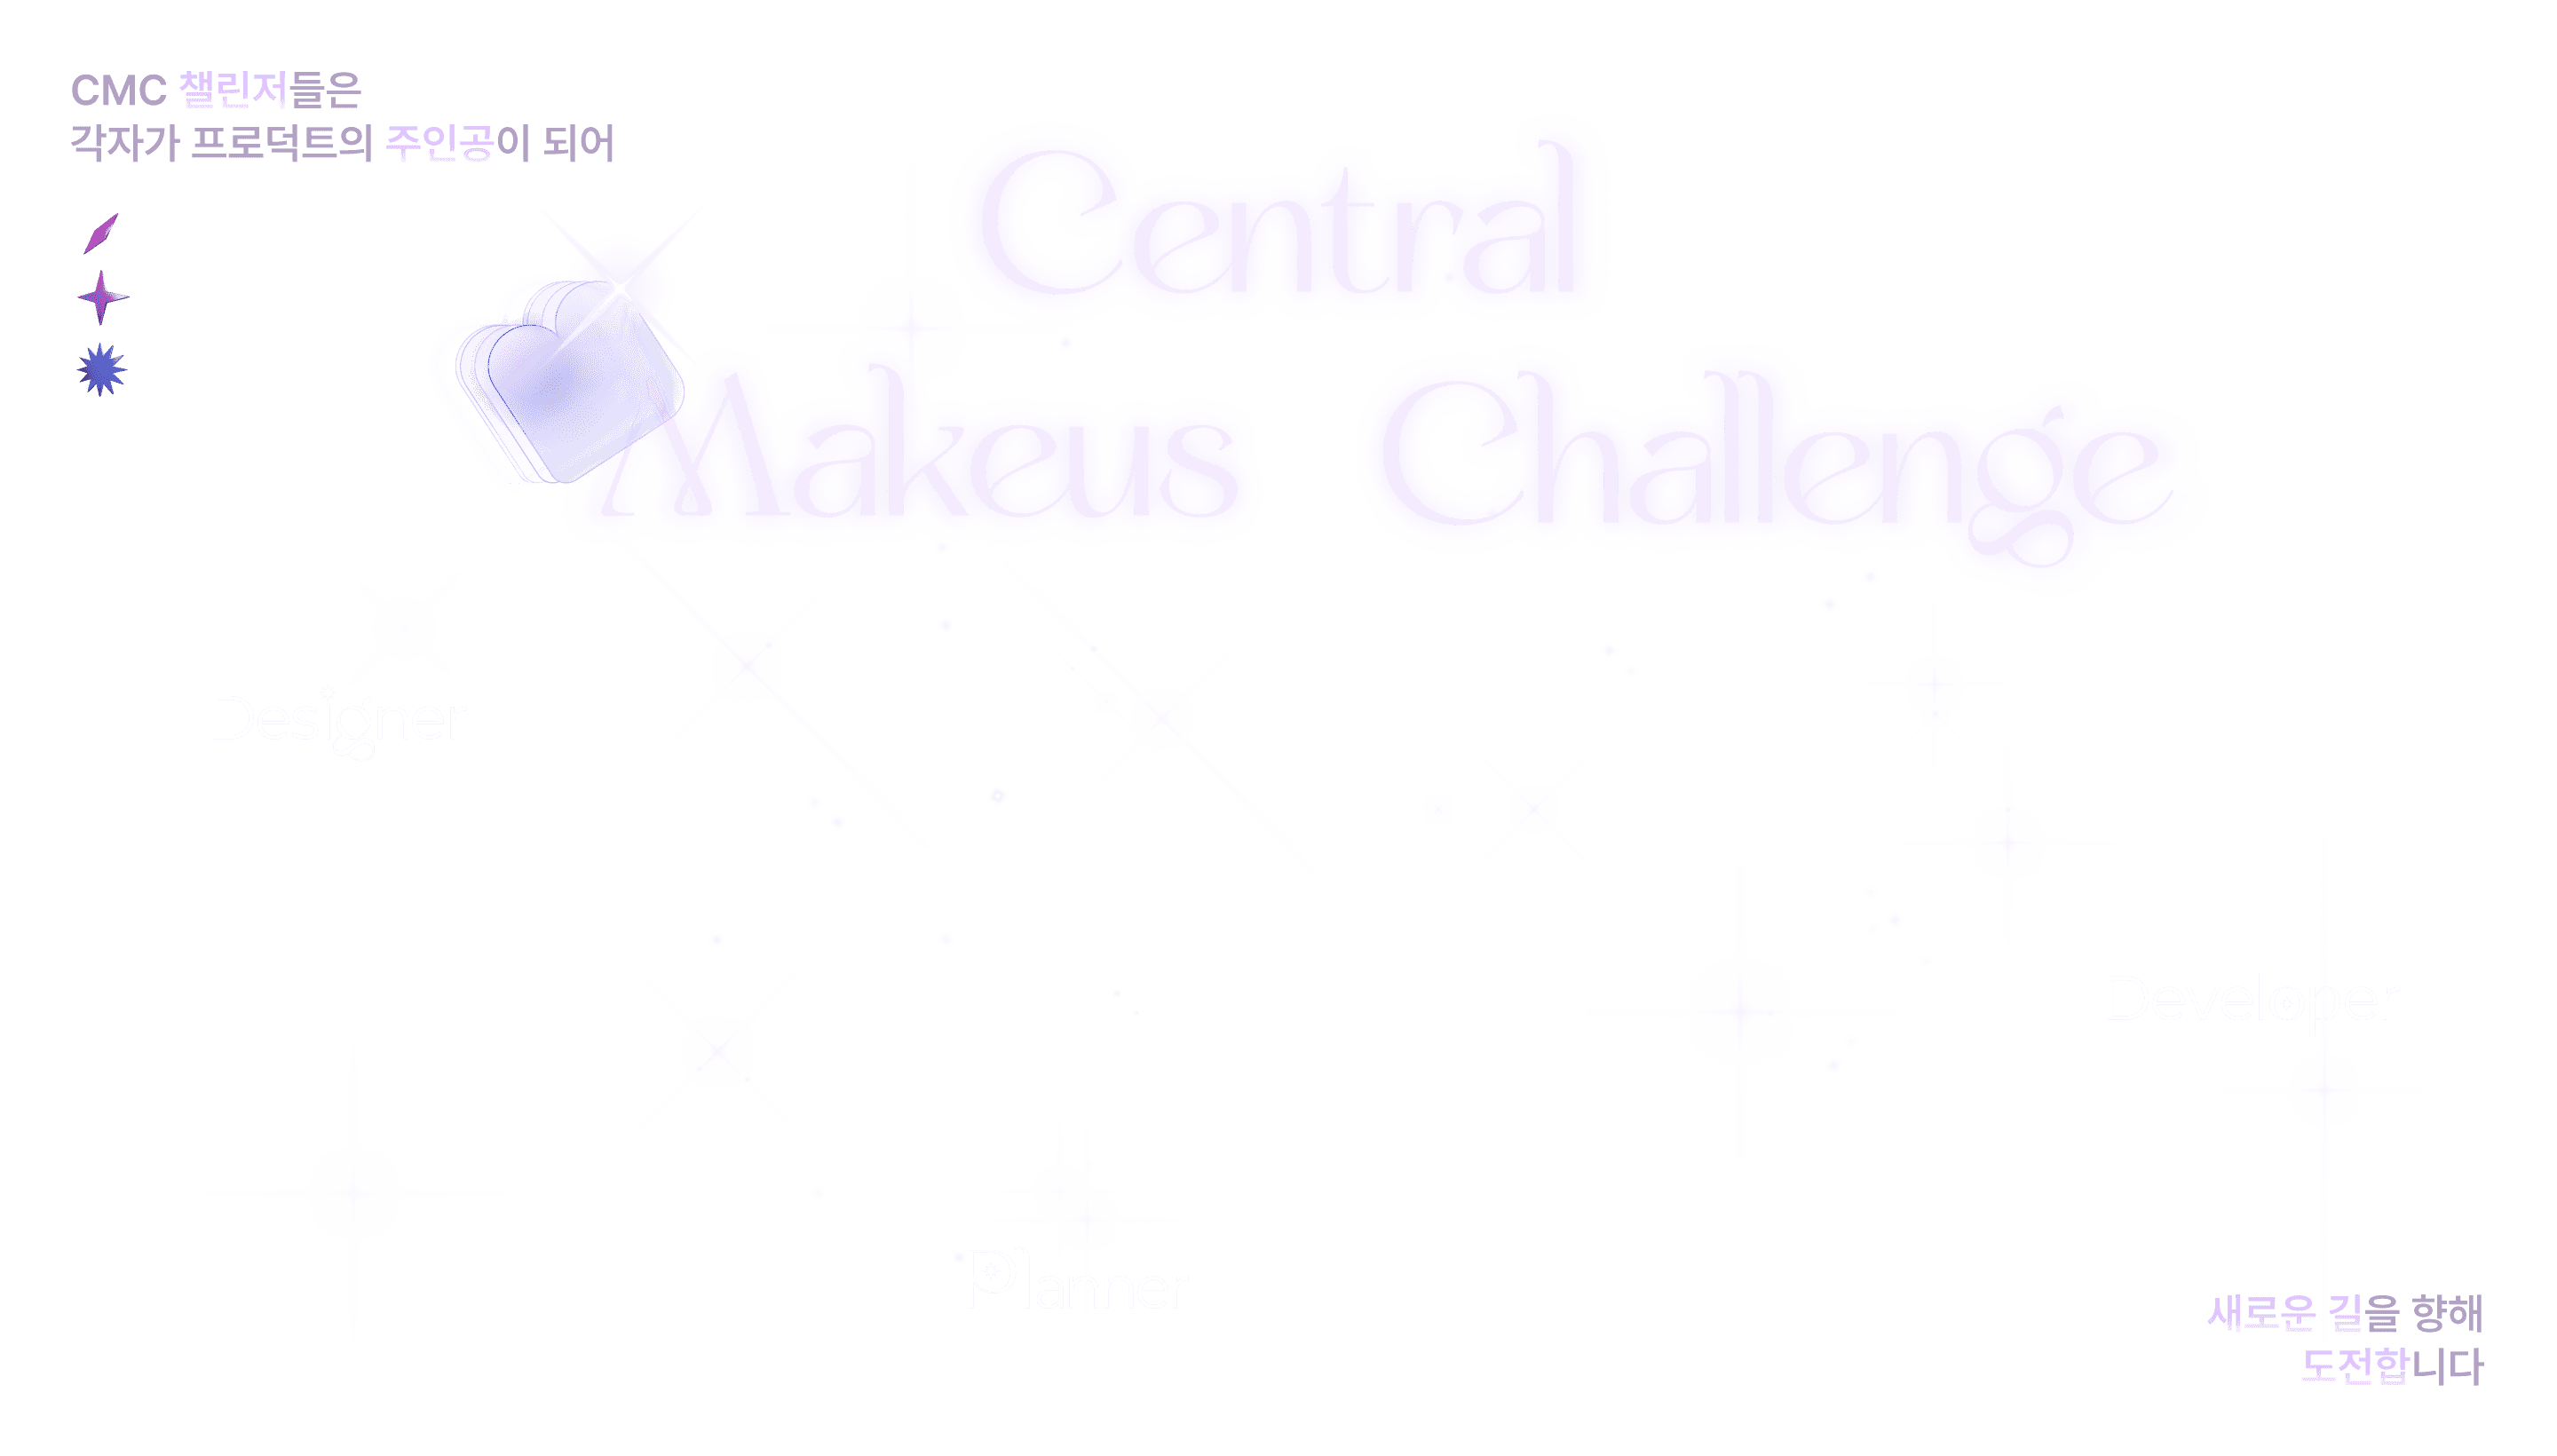 CMC 챌린저들은
각자가 프로덕트의 주인공이 되어
Central
Makeus Challenge
Designer
Developer
Planner
새로운 길을 향해
도전합니다